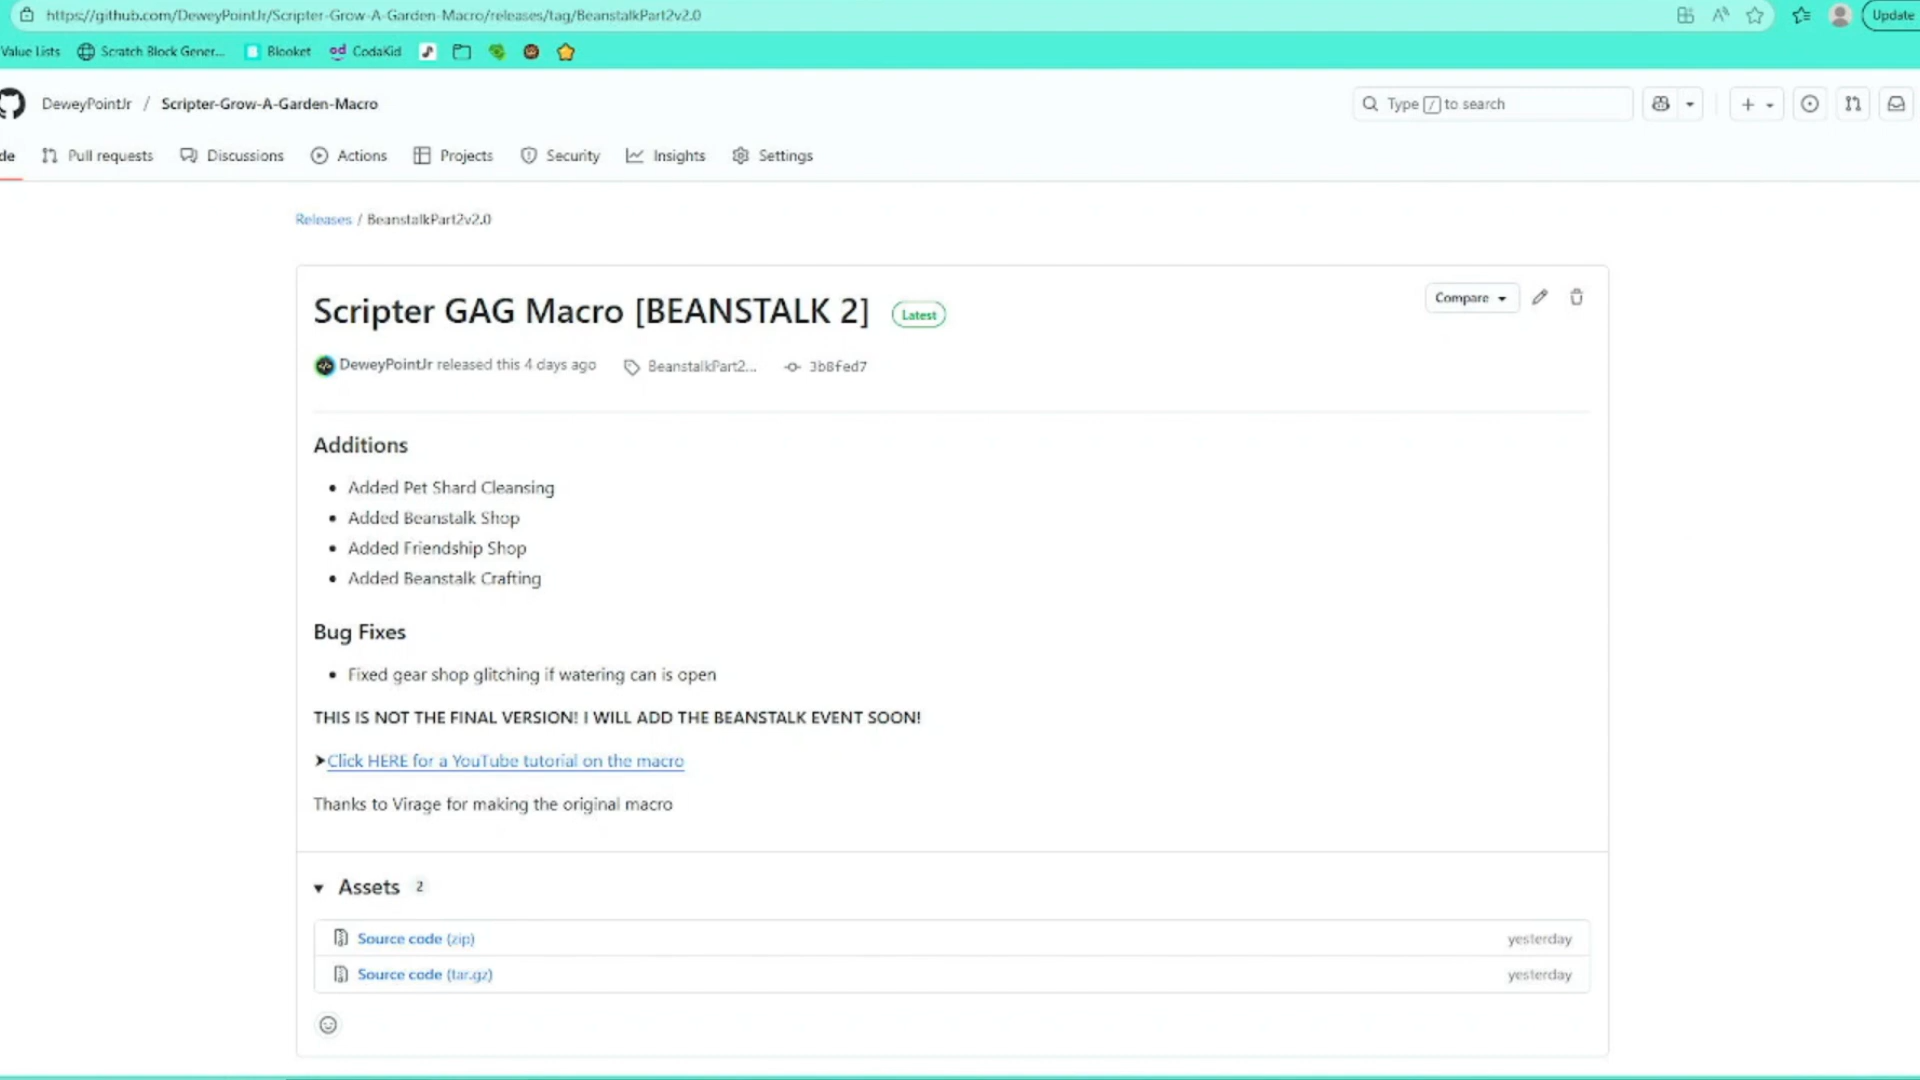 https://github.com/DeweyPointJr/Scripter-Grow-A-Garden-Macro/releases/tag/BeanstalkPart2v2.0
Update
Value Lists
Scratch Block Gener...
Blooket
CodaKid
DeweyPointJr / Scripter-Grow-A-Garden-Macro
Type / to search
de
Pull requests
Discussions
Actions
Projects
Security
Insights
Settings
Releases / BeanstalkPart2v2.0
Scripter GAG Macro [BEANSTALK 2]
Latest
Compare
DeweyPointJr released this 4 days ago
BeanstalkPart2...
3b8fed7
Additions
• Added Pet Shard Cleansing
• Added Beanstalk Shop
• Added Friendship Shop
• Added Beanstalk Crafting
Bug Fixes
• Fixed gear shop glitching if watering can is open
THIS IS NOT THE FINAL VERSION! I WILL ADD THE BEANSTALK EVENT SOON!
➤Click HERE for a YouTube tutorial on the macro
Thanks to Virage for making the original macro
Assets 2
Source code (zip)
yesterday
Source code (tar.gz)
yesterday